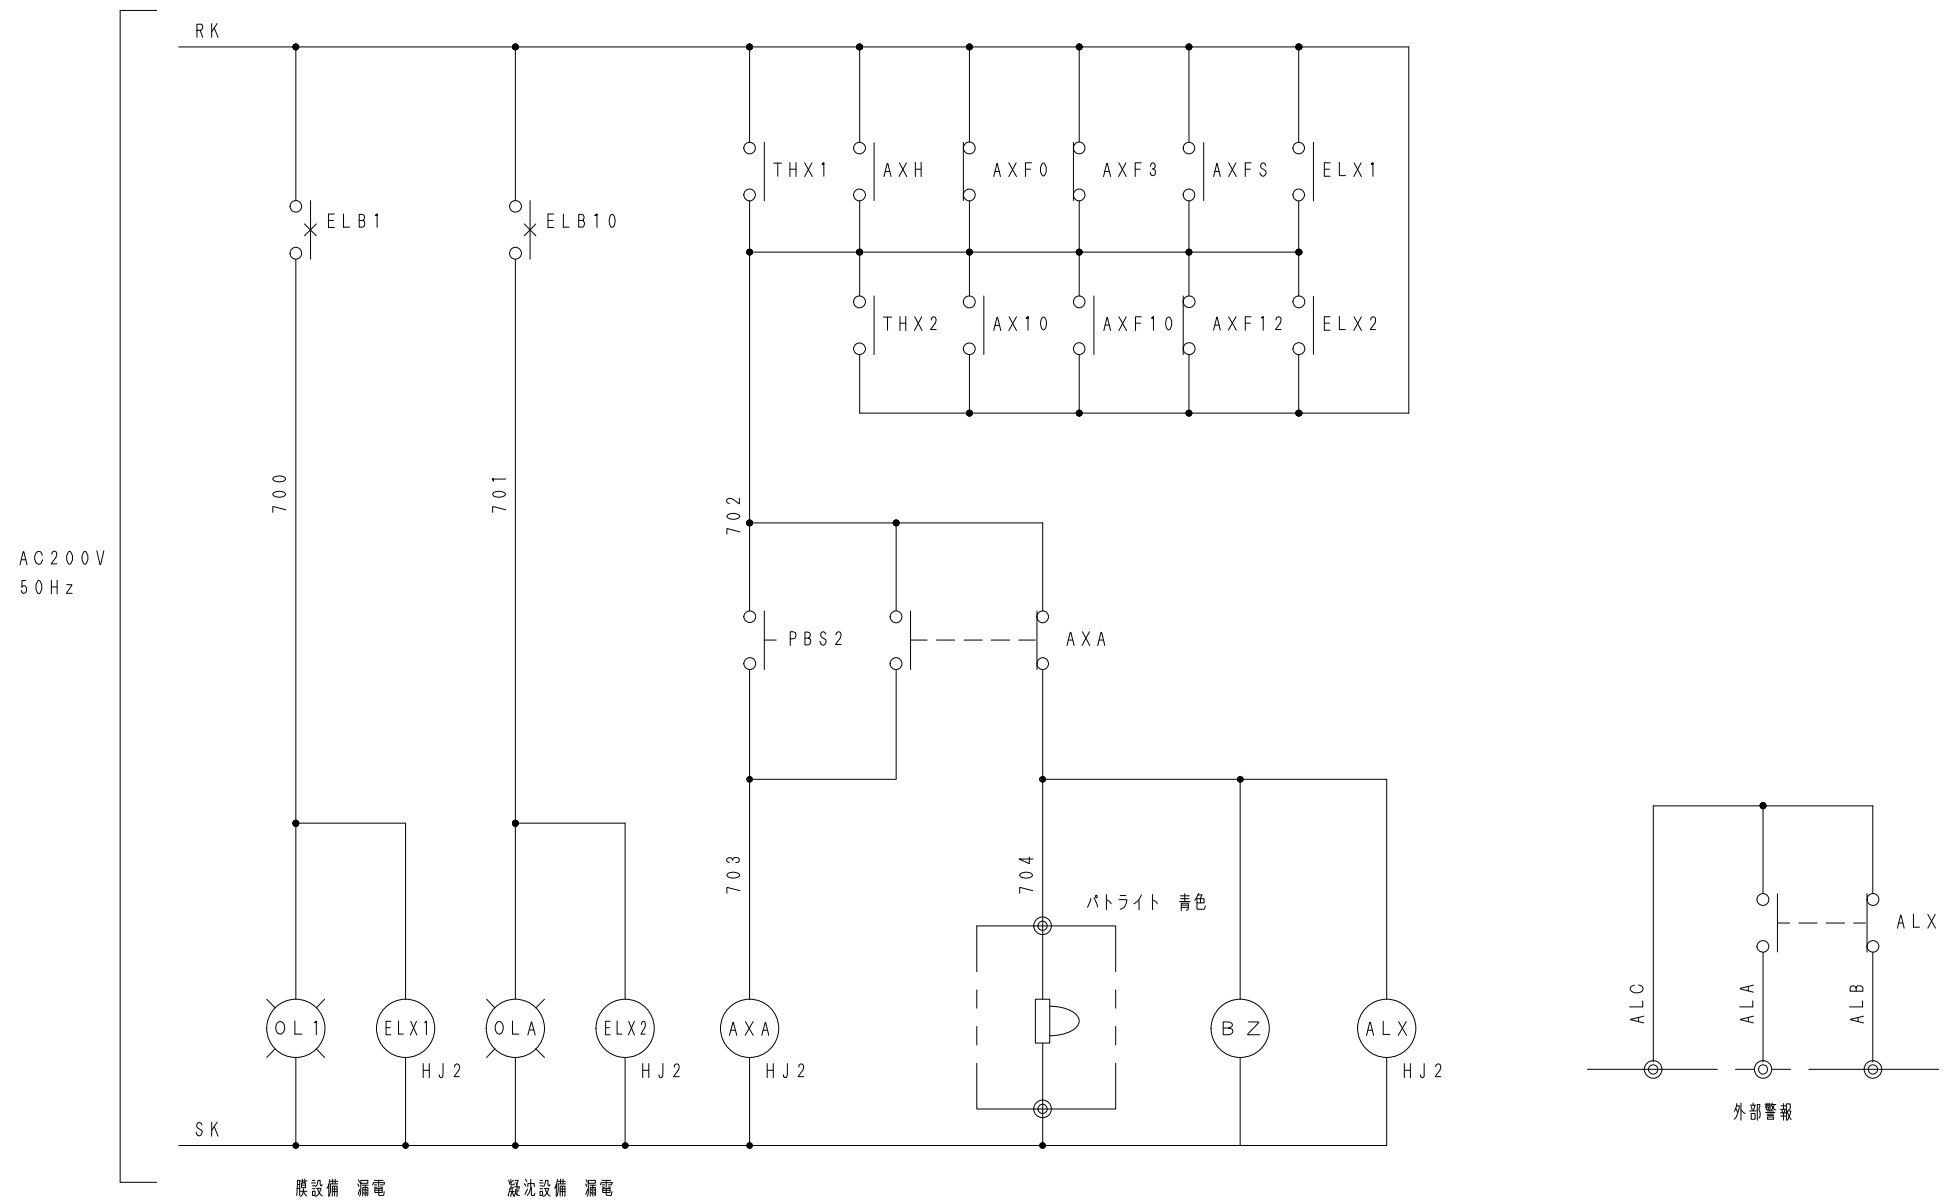 RK
THX1
AXH
AXF0
AXF3
AXFS
ELX1
ELB1
ELB10
THX2
AX10
AXF10
AXF12
ELX2
700
701
702
AC200V
50Hz
PBS2
AXA
703
704
パトライト 青色
ALX
ALC
ALA
ALB
OL1
ELX1
OLA
ELX2
AXA
BZ
ALX
HJ2
HJ2
HJ2
HJ2
外部警報
SK
膜設備 漏電
凝沈設備 漏電